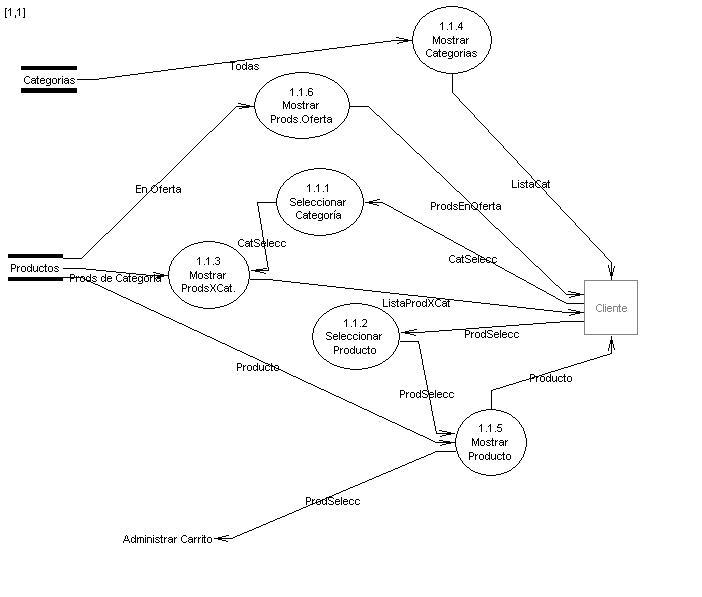 [1,1]
1.1.4
Mostrar
Categorias
Todas
Categorias
1.1.6
Mostrar
Prods.Oferta
En Oferta
ListaCat
1.1.1
Seleccionar
Categoría
ProdsEnOferta
CatSelecc
CatSelecc
1.1.3
Mostrar
ProdsXCat.
Productos
Prods de Categoria
ListaProdXCat
Cliente
1.1.2
Seleccionar
Producto
ProdSelecc
Producto
Producto
ProdSelecc
1.1.5
Mostrar
Producto
ProdSelecc
Administrar Carrito